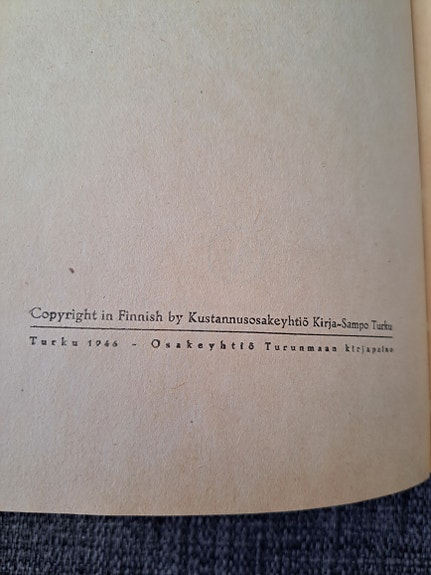 Copyright in Finnish by Kustannusosakeyhtiö Kirja-Sampo Turku
Turku 1946 - Osakeyhtiö Turunmaan kirjapaino